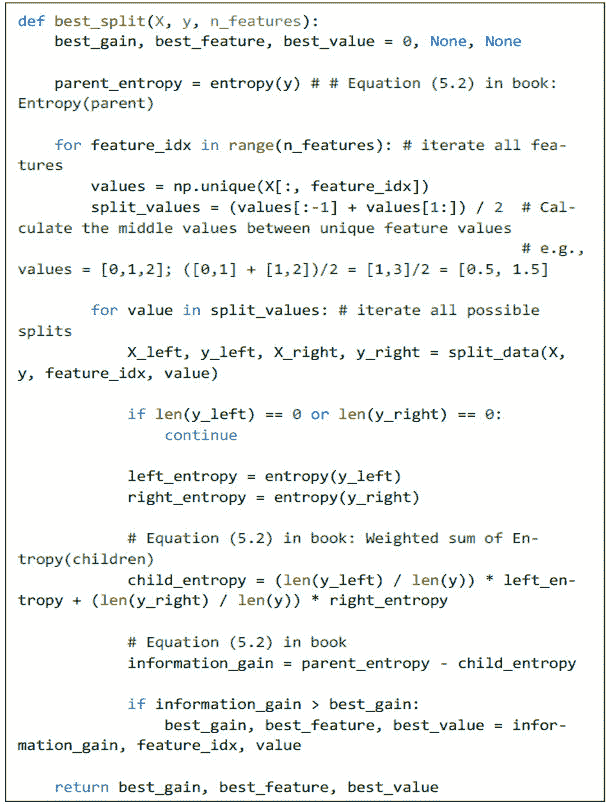 def best_split(X, y, n_features):
    best_gain, best_feature, best_value = 0, None, None
    parent_entropy = entropy(y) # # Equation (5.2) in book:
Entropy(parent)
    for feature_idx in range(n_features): # iterate all fea-
tures
        values = np.unique(X[:, feature_idx])
        split_values = (values[:-1] + values[1:]) / 2  # Cal-
culate the middle values between unique feature values
                                                       # e.g.,
values = [0,1,2]; ([0,1] + [1,2])/2 = [1,3]/2 = [0.5, 1.5]
        for value in split_values: # iterate all possible
splits
            X_left, y_left, X_right, y_right = split_data(X,
y, feature_idx, value)
            if len(y_left) == 0 or len(y_right) == 0:
                continue
            left_entropy = entropy(y_left)
            right_entropy = entropy(y_right)
            # Equation (5.2) in book: Weighted sum of En-
tropy(children)
            child_entropy = (len(y_left) / len(y)) * left_en-
tropy + (len(y_right) / len(y)) * right_entropy
            # Equation (5.2) in book
            information_gain = parent_entropy - child_entropy
            if information_gain > best_gain:
                best_gain, best_feature, best_value = infor-
mation_gain, feature_idx, value
    return best_gain, best_feature, best_value